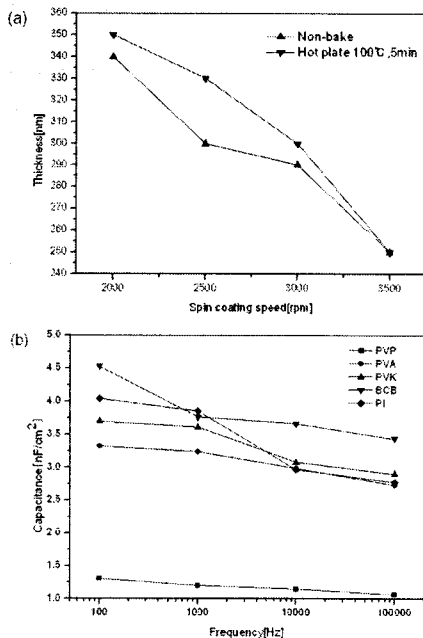 (a)
360
350
340
330
320
310
300
290
280
270
260
250
240
Thickness[nm]
Non-bake
Hot plate 100℃,5min
2000 2500 3000 3500
Spin coating speed[rpm]
(b)
5.0
4.5
4.0
3.5
3.0
2.5
2.0
1.5
1.0
Capacitance[nF/cm²]
PVP
PVA
PVK
BCB
PI
100 1000 10000 100000
Frequency[Hz]